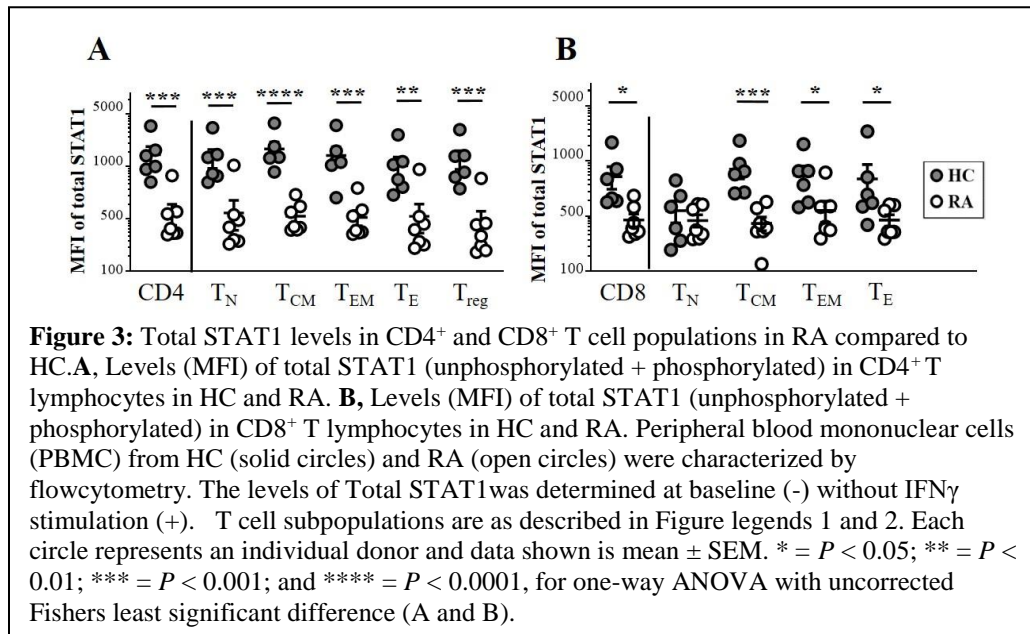 A
B
*** *** **** *** ** ***
* *** * *
MFI of total STAT1
5000
1000
500
100
MFI of total STAT1
5000
1000
500
100
HC
RA
CD4 TN TCM TEM TE Treg
CD8 TN TCM TEM TE
Figure 3: Total STAT1 levels in CD4+ and CD8+ T cell populations in RA compared to
HC.A, Levels (MFI) of total STAT1 (unphosphorylated + phosphorylated) in CD4+ T
lymphocytes in HC and RA. B, Levels (MFI) of total STAT1 (unphosphorylated +
phosphorylated) in CD8+ T lymphocytes in HC and RA. Peripheral blood mononuclear cells
(PBMC) from HC (solid circles) and RA (open circles) were characterized by
flowcytometry. The levels of Total STAT1was determined at baseline (-) without IFNγ
stimulation (+). T cell subpopulations are as described in Figure legends 1 and 2. Each
circle represents an individual donor and data shown is mean ± SEM. * = P < 0.05; ** = P <
0.01; *** = P < 0.001; and **** = P < 0.0001, for one-way ANOVA with uncorrected
Fishers least significant difference (A and B).